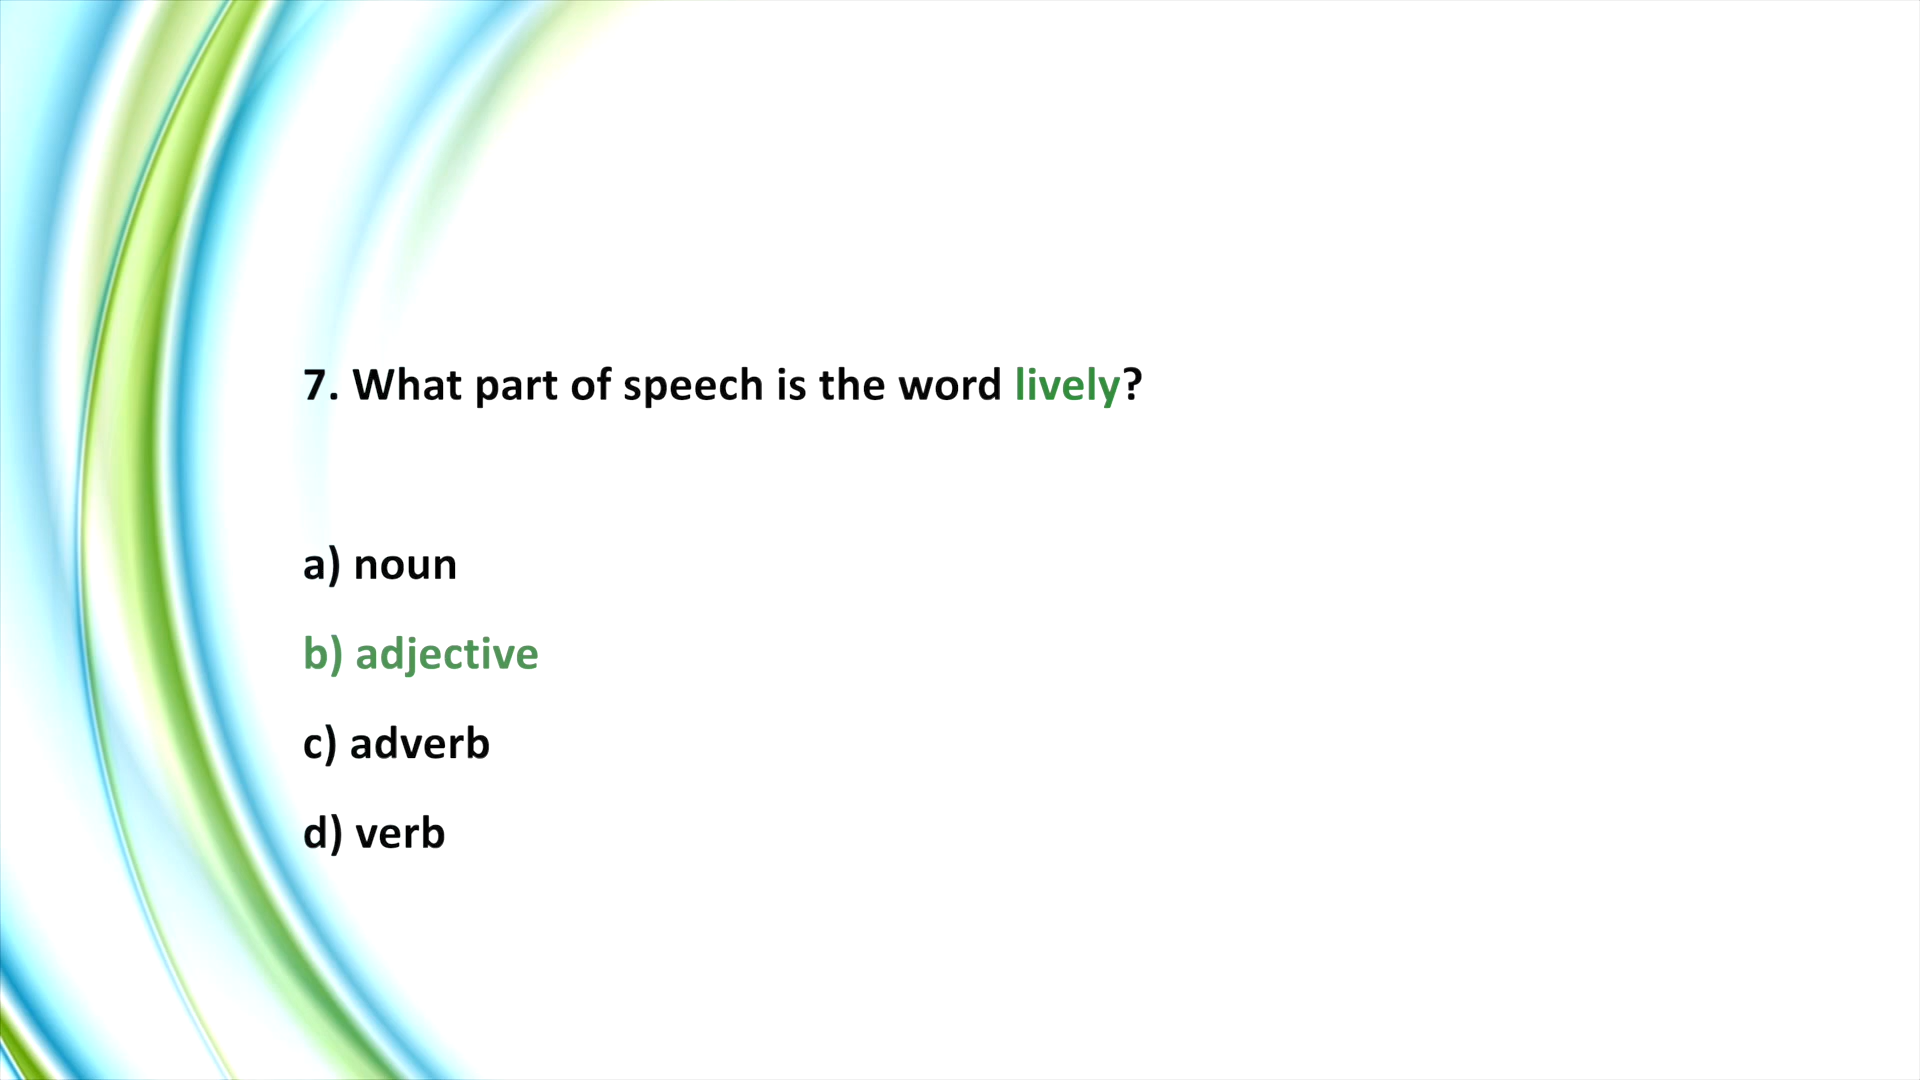 7. What part of speech is the word lively?
a) noun
b) adjective
c) adverb
d) verb